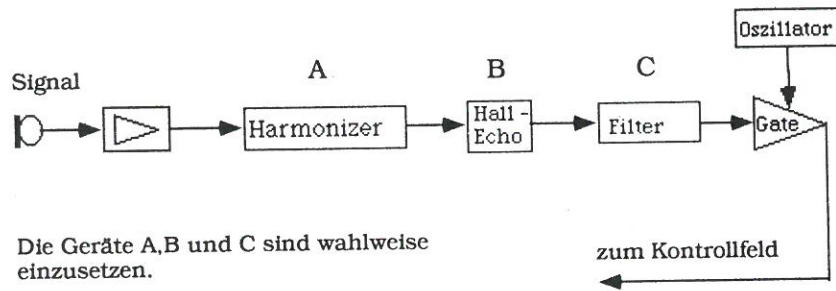 Oszillator
Signal
A
B
C
Harmonizer
Hall -
Echo
Filter
Gate
Die Geräte A,B und C sind wahlweise
einzusetzen.
zum Kontrollfeld